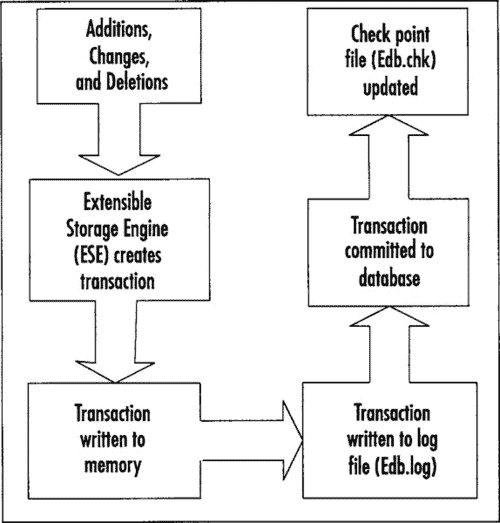 Additions,
Changes,
and Deletions
Extensible
Storage Engine
(ESE) creates
transaction
Transaction
written to
memory
Transaction
written to log
file (Edb.log)
Transaction
committed to
database
Check point
file (Edb.chk)
updated